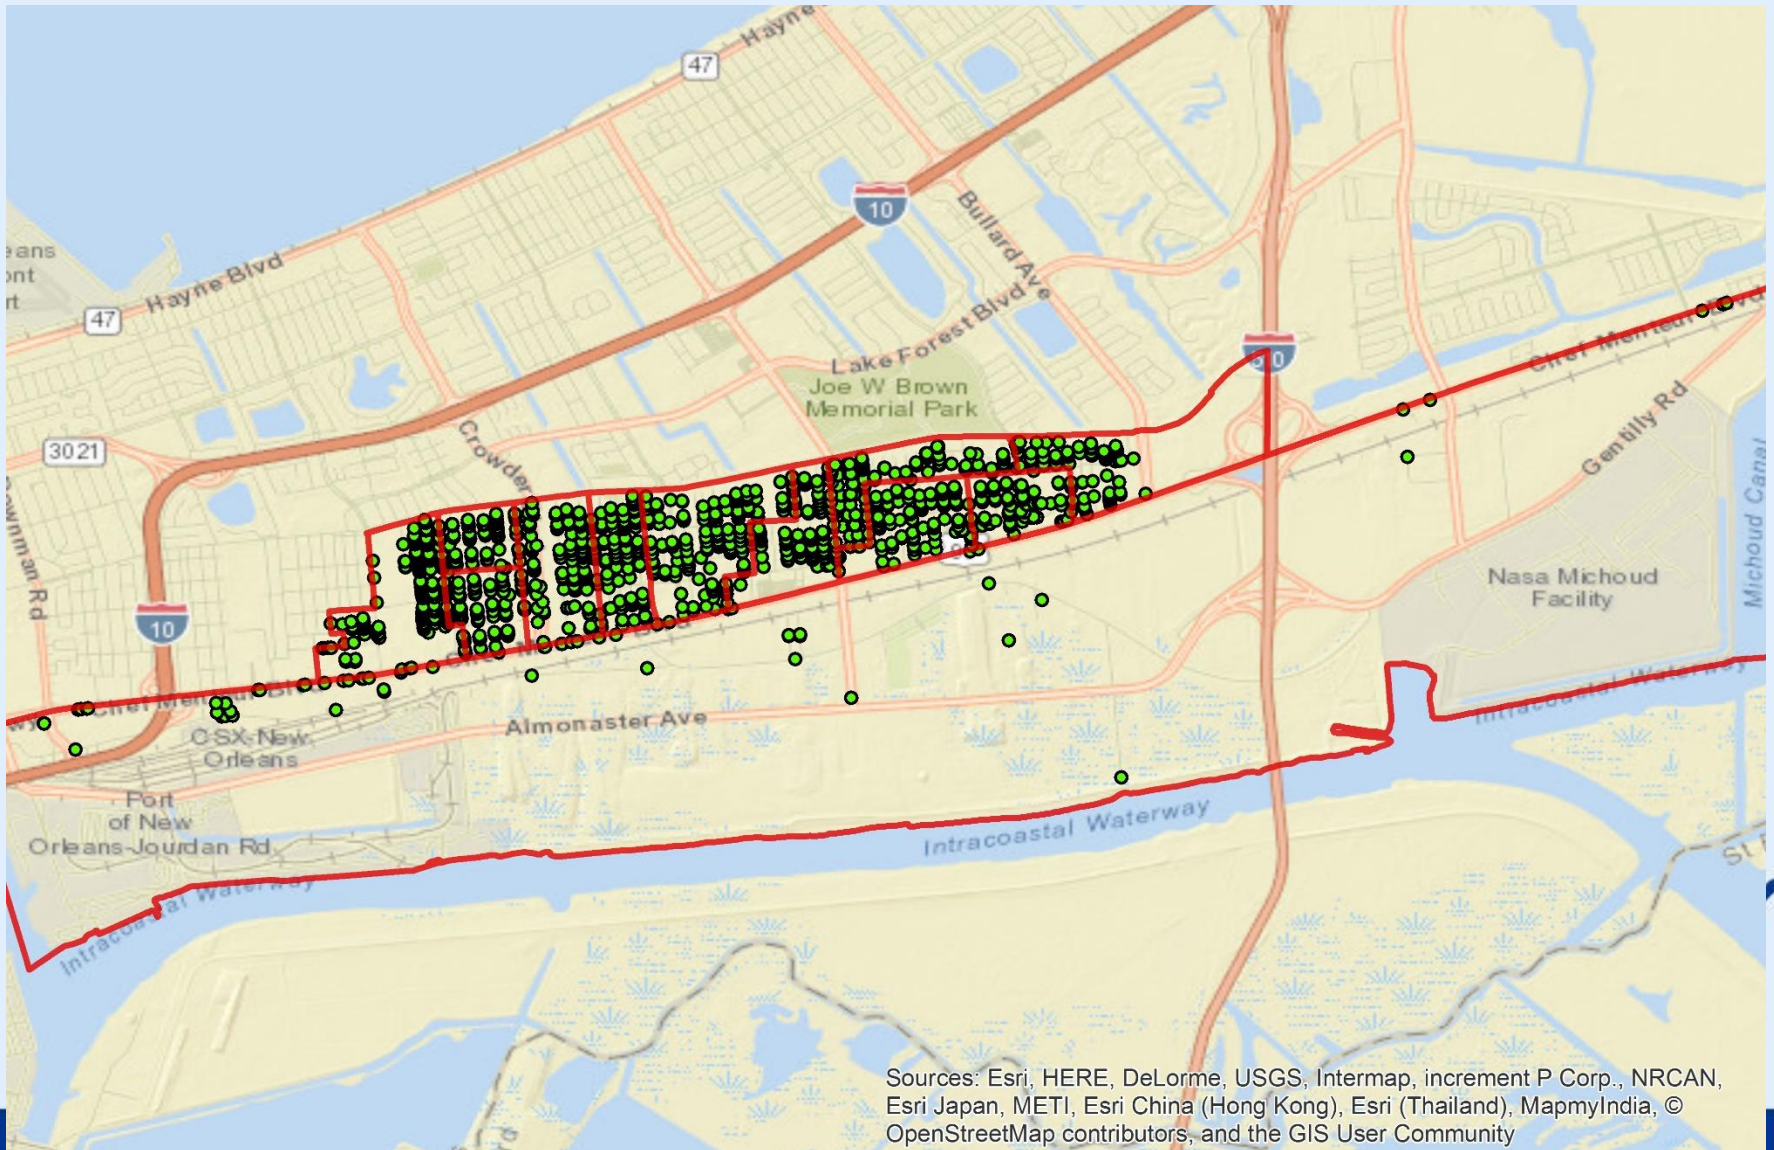 Hayne
47
10
Bullard Ave
eans
ont
rt
Hayne Blvd
47
Lake Forest Blvd
Joe W Brown
Memorial Park
3021
Crowder
Gentilly Rd
Michoud Canal
Nasa Michoud
Facility
10
Almonaster Ave
CSX-New
Orleans
Intracoastal Waterway
Port
of New
Orleans-Jourdan Rd
Intracoastal Waterway
Intracoastal Waterway
Sources: Esri, HERE, DeLorme, USGS, Intermap, increment P Corp., NRCAN,
Esri Japan, METI, Esri China (Hong Kong), Esri (Thailand), MapmyIndia, ©
OpenStreetMap contributors, and the GIS User Community